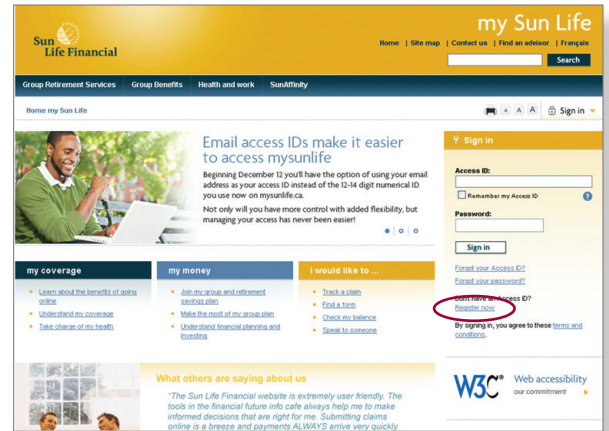 my Sun Life
Sun
Life Financial
Home | Site map | Contact us | Find an advisor | Français
Search
Group Retirement Services Group Benefits Health and work SunAffinity
Home my Sun Life
A A A Sign in
Email access IDs make it easier
to access mysunlife
Beginning December 12 you'll have the option of using your email
address as your access ID instead of the 12-14 digit numerical ID
you use now on mysunlife.ca.
Not only will you have more control with added flexibility, but
managing your access has never been easier!
Sign in
Access ID:
Remember my Access ID ?
Password:
Sign in
Forgot your Access ID?
Forgot your password?
Don't have an Access ID?
Register now
By signing in, you agree to these terms and
conditions.
my coverage
Learn about the benefits of going
online
Understand my coverage
Take charge of my health
my money
Join my group and retirement
savings plan
Make the most of my group plan
Understand financial planning and
investing
I would like to ...
Track a claim
Find a form
Check my balance
Speak to someone
W3C® Web accessibility
our commitment
What others are saying about us
"The Sun Life Financial website is extremely user friendly. The
tools in the financial future info cafe always help me to make
informed decisions that are right for me. Submitting claims
online is a breeze and payments ALWAYS arrive very quickly.